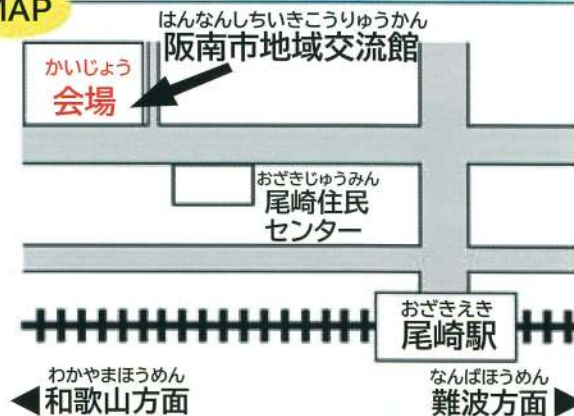 MAP
はんなんしちいきこうりゅうかん
阪南市地域交流館
かいじょう
会場
おざきじゅうみん
尾崎住民
センター
おざきえき
尾崎駅
わかやまほうめん
◀和歌山方面
なんばほうめん
難波方面▶